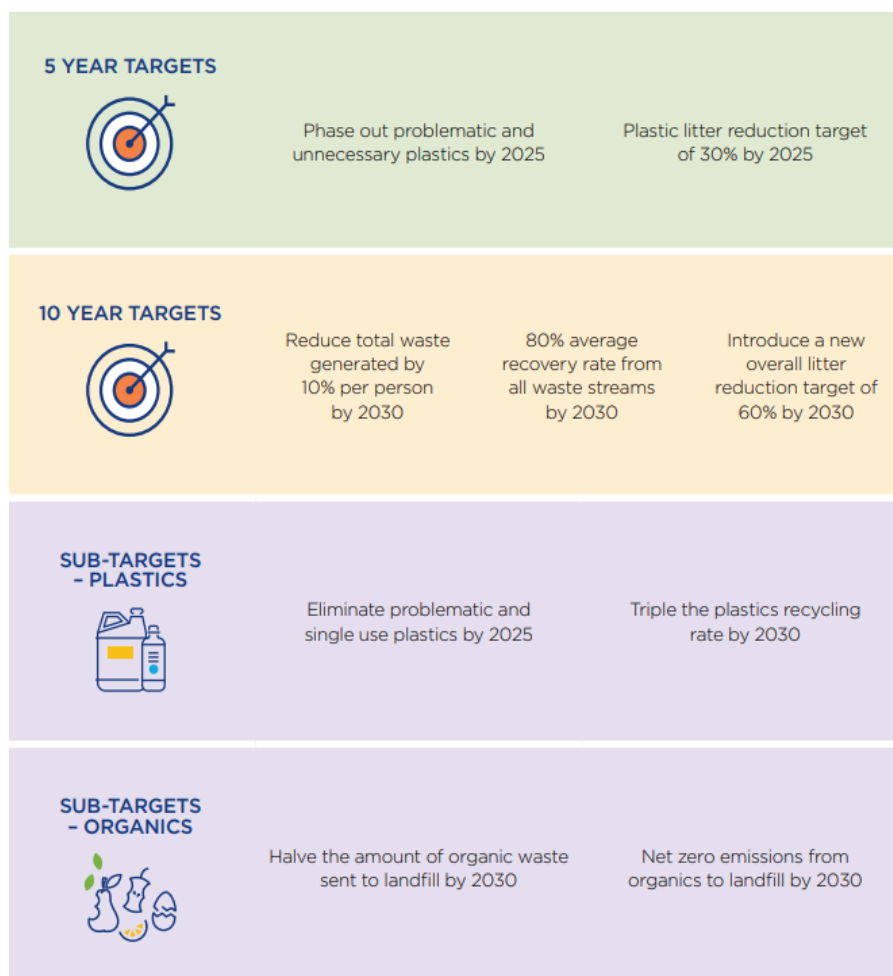 5 YEAR TARGETS
Phase out problematic and
unnecessary plastics by 2025
Plastic litter reduction target
of 30% by 2025
10 YEAR TARGETS
Reduce total waste
generated by
10% per person
by 2030
80% average
recovery rate from
all waste streams
by 2030
Introduce a new
overall litter
reduction target of
60% by 2030
SUB-TARGETS
– PLASTICS
Eliminate problematic and
single use plastics by 2025
Triple the plastics recycling
rate by 2030
SUB-TARGETS
– ORGANICS
Halve the amount of organic waste
sent to landfill by 2030
Net zero emissions from
organics to landfill by 2030